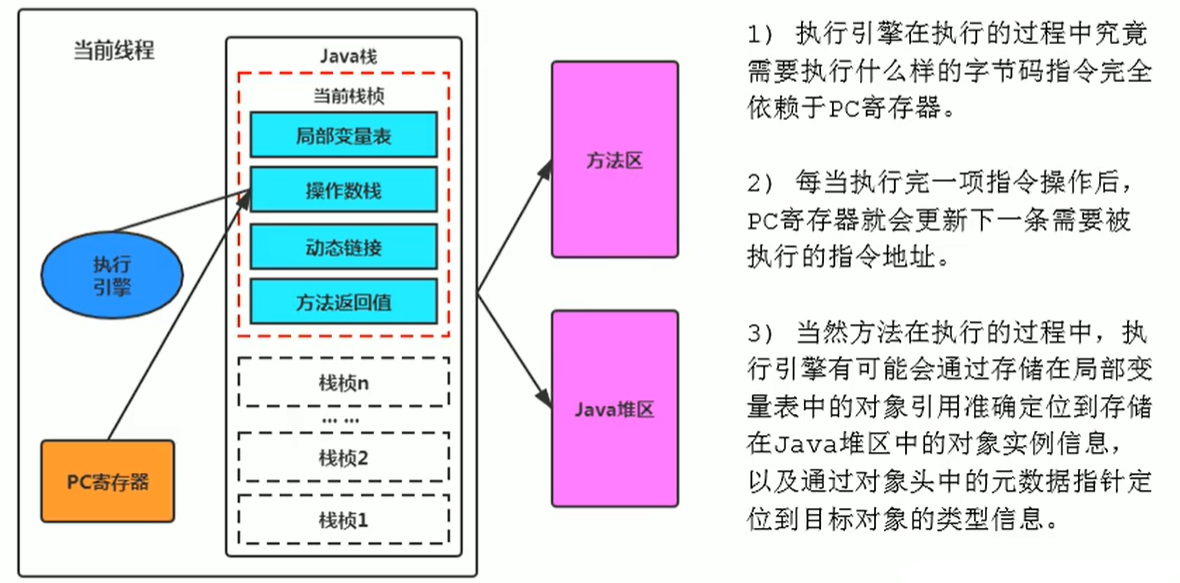 当前线程
Java栈
当前栈桢
局部变量表
操作数栈
动态链接
方法返回值
栈桢n
... ...
栈桢2
栈桢1
执行
引擎
PC寄存器
方法区
Java堆区
1) 执行引擎在执行的过程中究竟
需要执行什么样的字节码指令完全
依赖于PC寄存器。
2) 每当执行完一项指令操作后，
PC寄存器就会更新下一条需要被
执行的指令地址。
3) 当然方法在执行的过程中，执
行引擎有可能会通过存储在局部变
量表中的对象引用准确定位到存储
在Java堆区中的对象实例信息，
以及通过对象头中的元数据指针定
位到目标对象的类型信息。